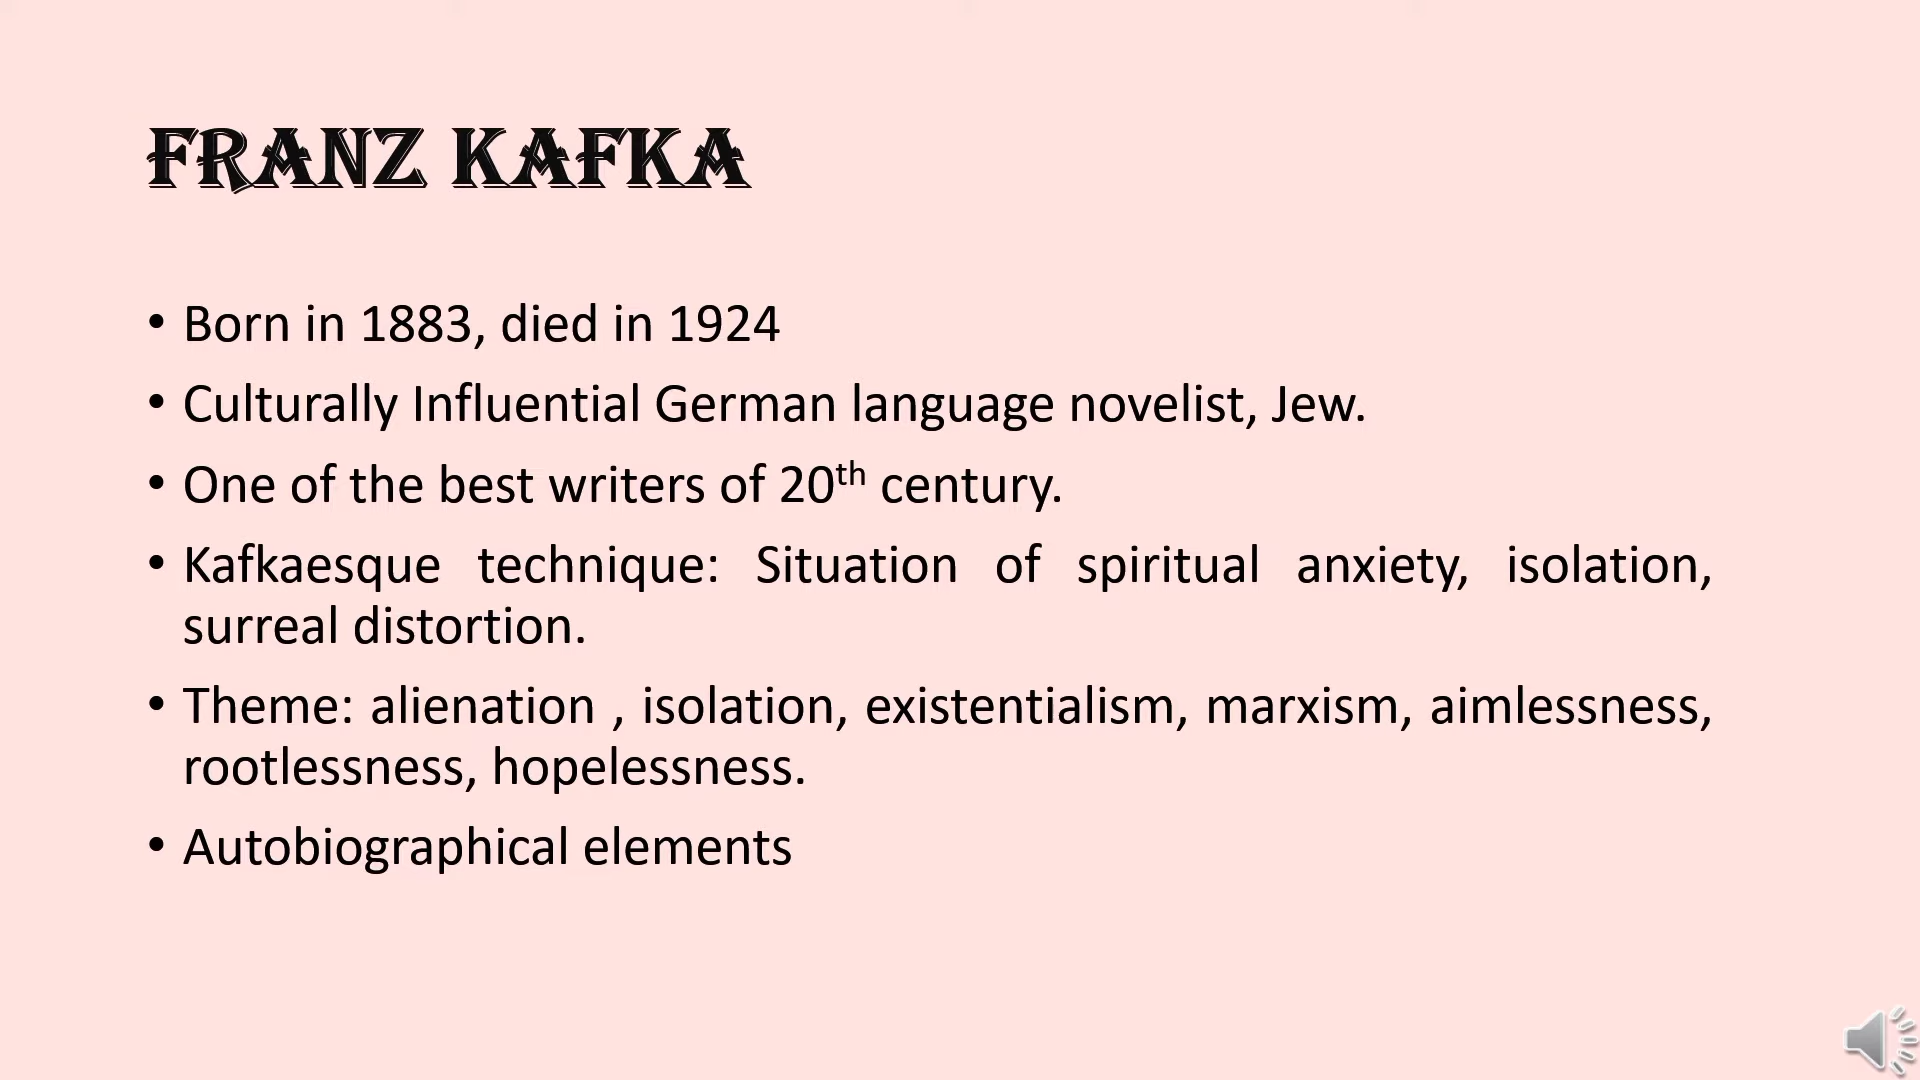 FRANZ KAFKA
• Born in 1883, died in 1924
• Culturally Influential German language novelist, Jew.
• One of the best writers of 20th century.
• Kafkaesque technique: Situation of spiritual anxiety, isolation,
surreal distortion.
• Theme: alienation , isolation, existentialism, marxism, aimlessness,
rootlessness, hopelessness.
• Autobiographical elements